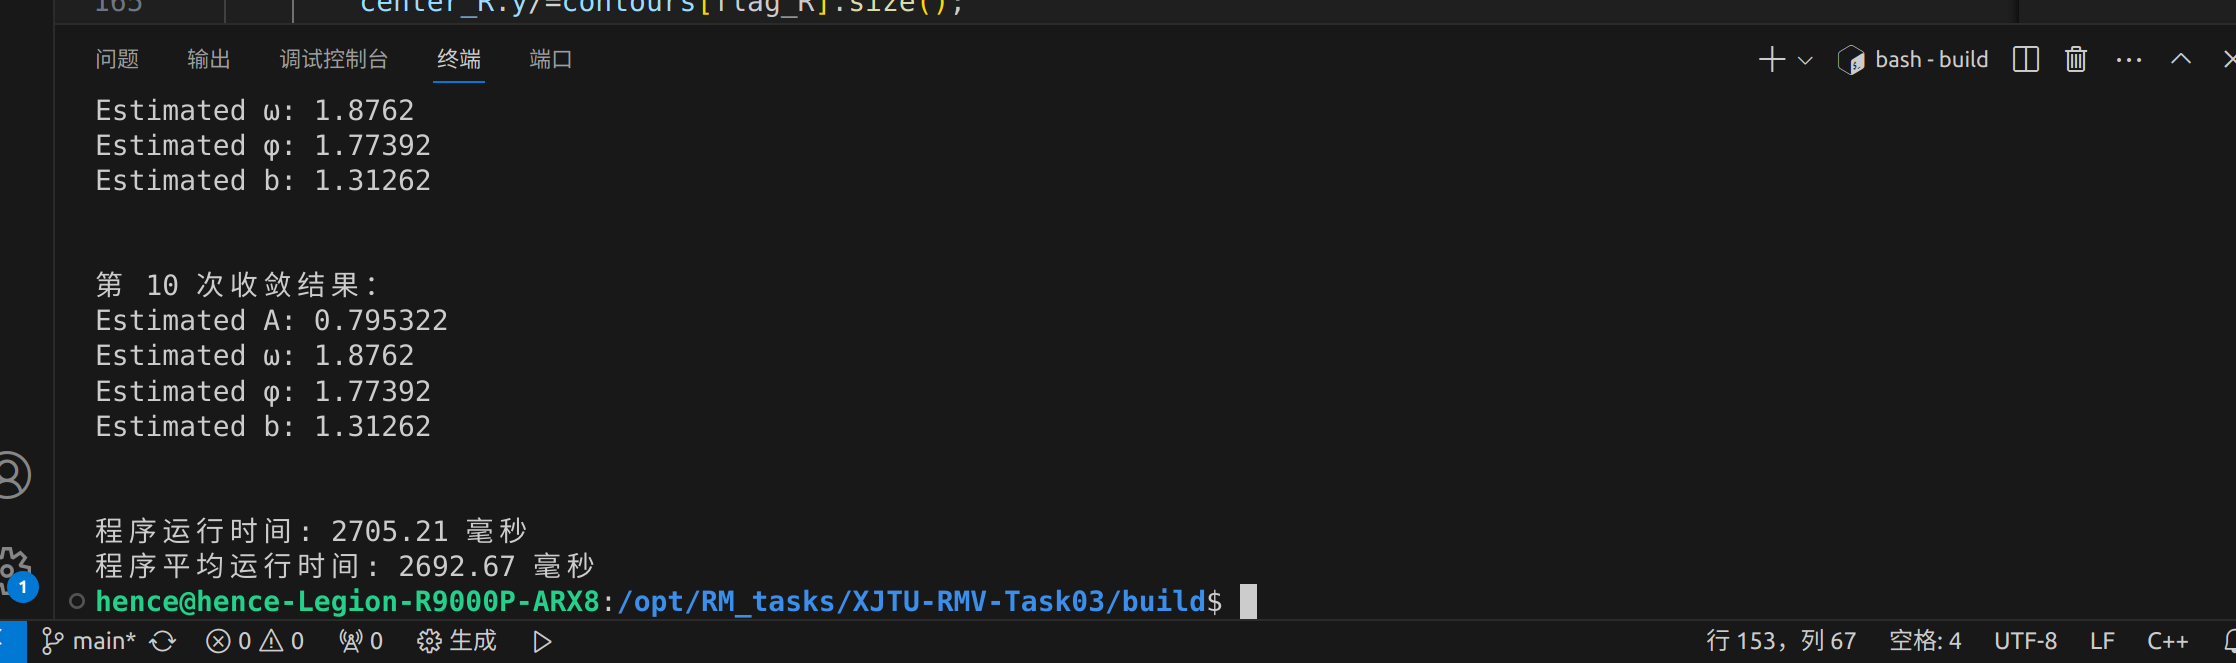 165 center_R.y/=contours[flag_R].size();
问题 输出 调试控制台 终端 端口 bash - build
Estimated ω: 1.8762
Estimated φ: 1.77392
Estimated b: 1.31262
第 10 次收敛结果:
Estimated A: 0.795322
Estimated ω: 1.8762
Estimated φ: 1.77392
Estimated b: 1.31262
程序运行时间: 2705.21 毫秒
程序平均运行时间: 2692.67 毫秒
1
hence@hence-Legion-R9000P-ARX8:/opt/RM_tasks/XJTU-RMV-Task03/build$
main* 0 0 0 生成 行 153，列 67 空格: 4 UTF-8 LF C++